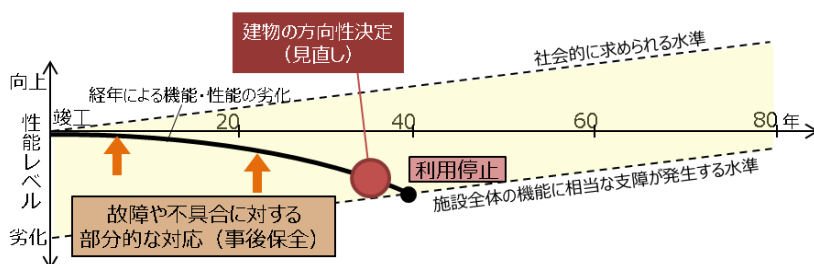 建物の方向性決定
（見直し）
社会的に求められる水準
向上
経年による機能・性能の劣化
竣工
20
40
60
80 年
性能レベル
利用停止
施設全体の機能に相当な支障が発生する水準
故障や不具合に対する
部分的な対応（事後保全）
劣化